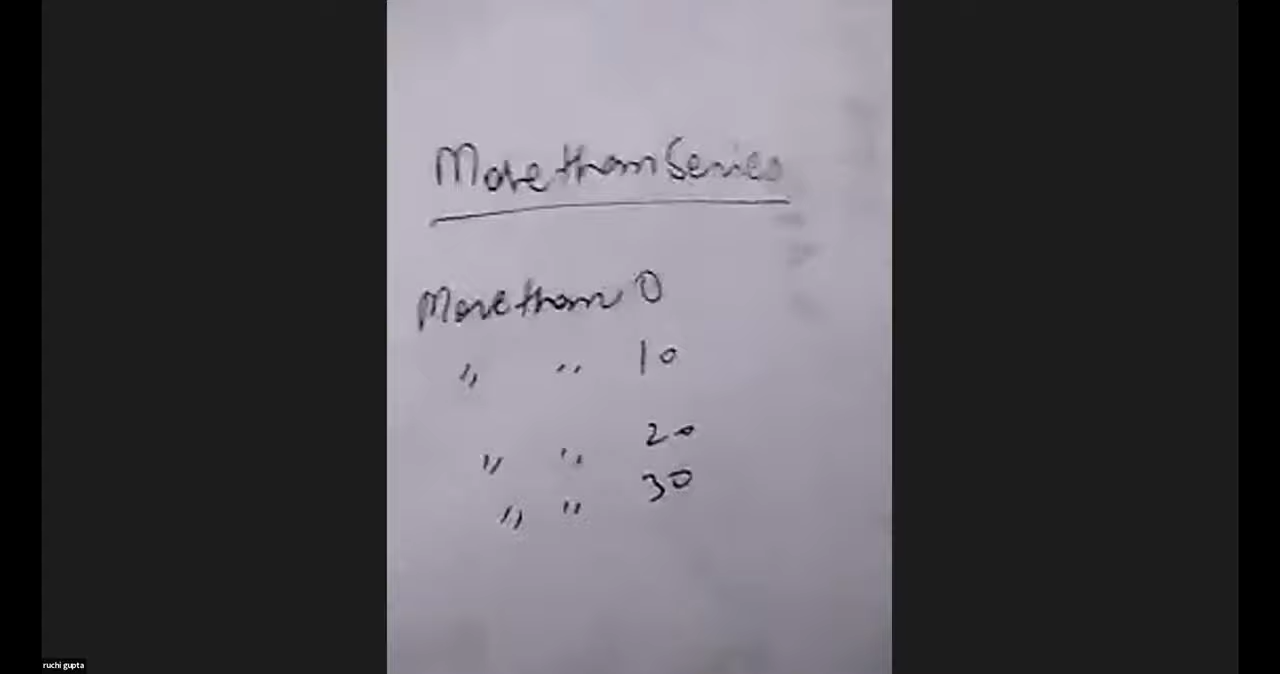 More than Series
More than 0
" " 10
" " 20
" " 30
ruchi gupta